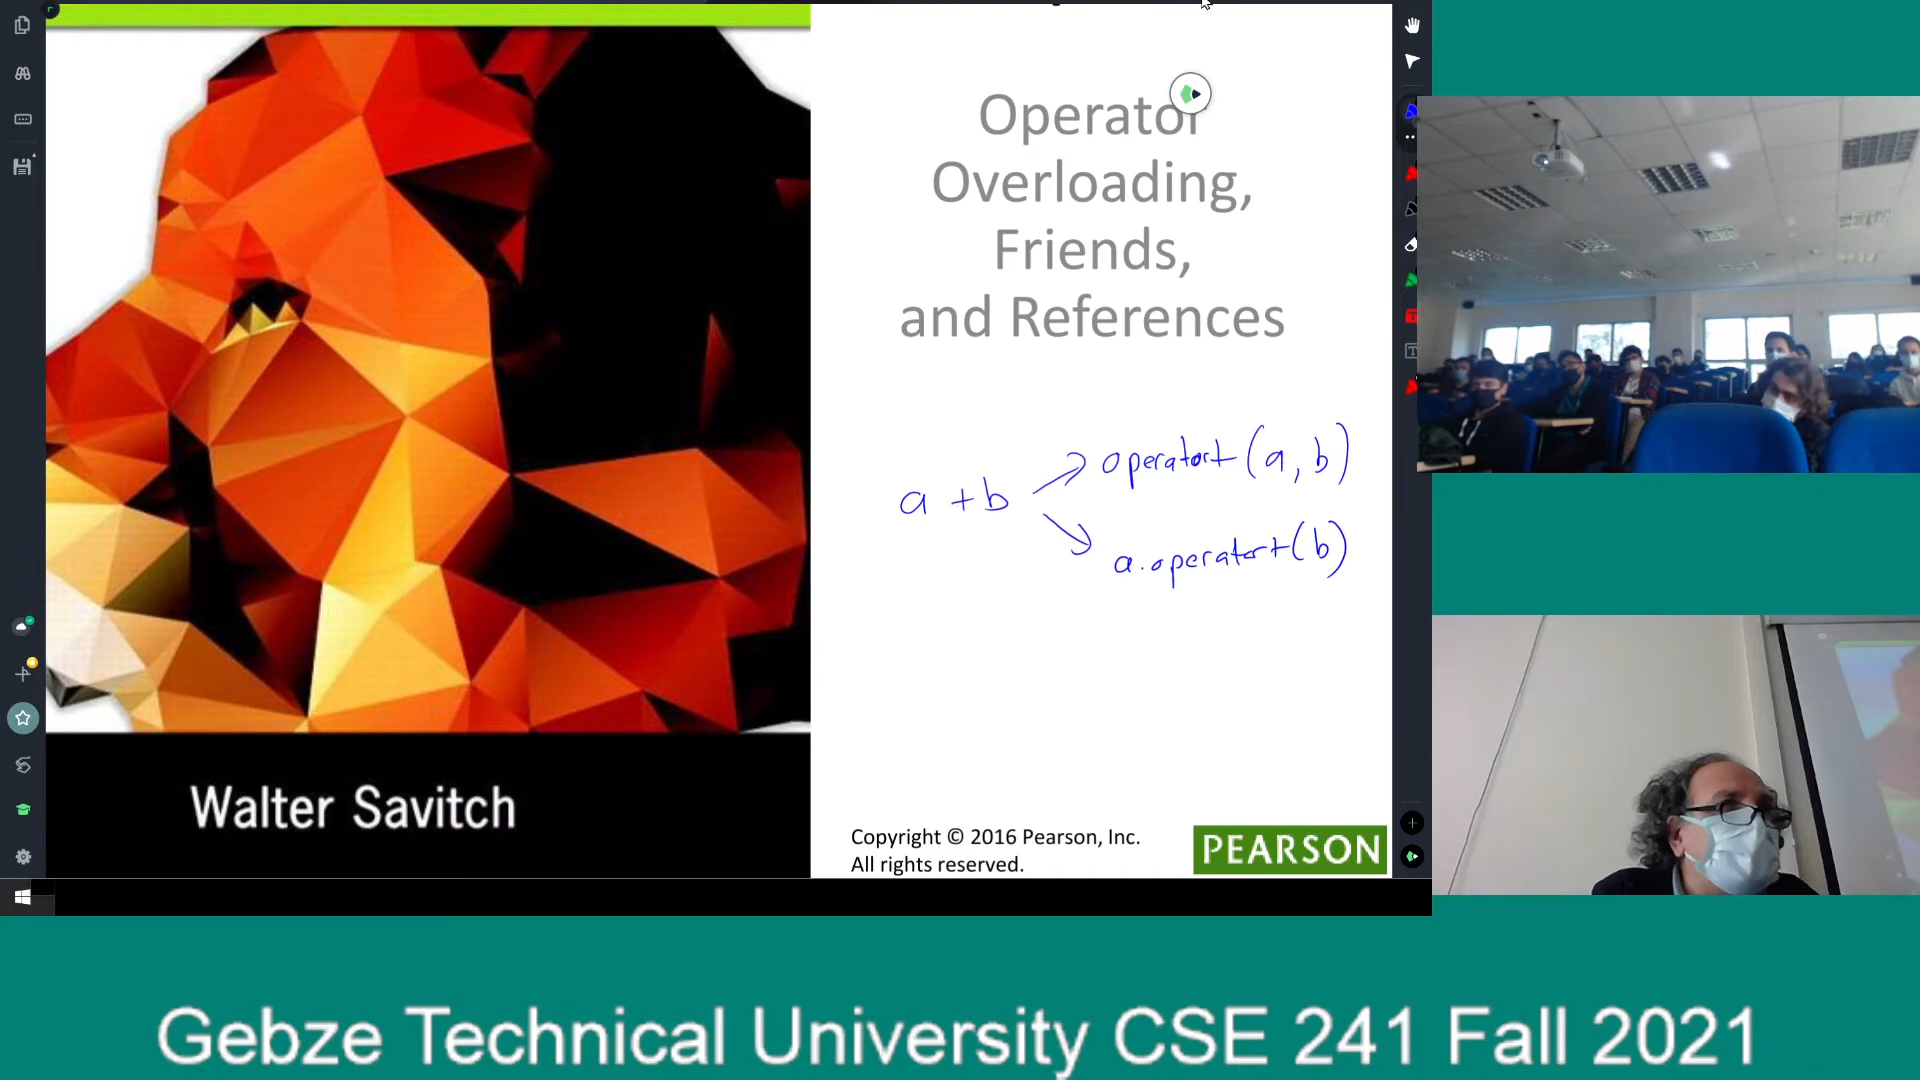 Operator
Overloading,
Friends,
and References
a + b
operator+(a, b)
a.operator+(b)
Walter Savitch
Copyright © 2016 Pearson, Inc.
All rights reserved.
PEARSON
Gebze Technical University CSE 241 Fall 2021